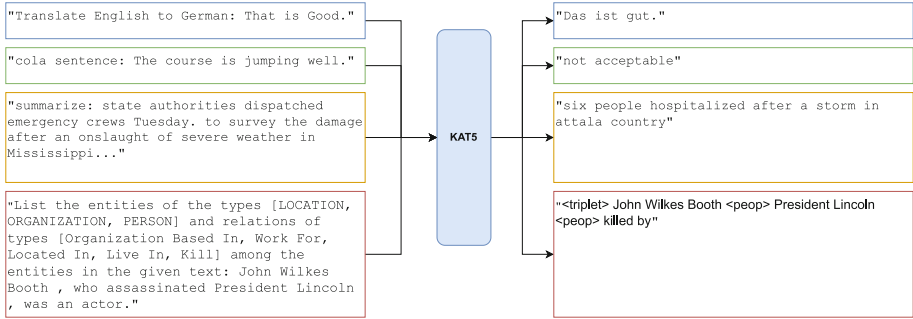 "Translate English to German: That is Good."
"cola sentence: The course is jumping well."
"summarize: state authorities dispatched
emergency crews Tuesday. to survey the damage
after an onslaught of severe weather in
Mississippi..."
"List the entities of the types [LOCATION,
ORGANIZATION, PERSON] and relations of
types [Organization Based In, Work For,
Located In, Live In, Kill] among the
entities in the given text: John Wilkes
Booth , who assassinated President Lincoln
, was an actor."
KAT5
"Das ist gut."
"not acceptable"
"six people hospitalized after a storm in
attala country"
"<triplet> John Wilkes Booth <peop> President Lincoln
<peop> killed by"